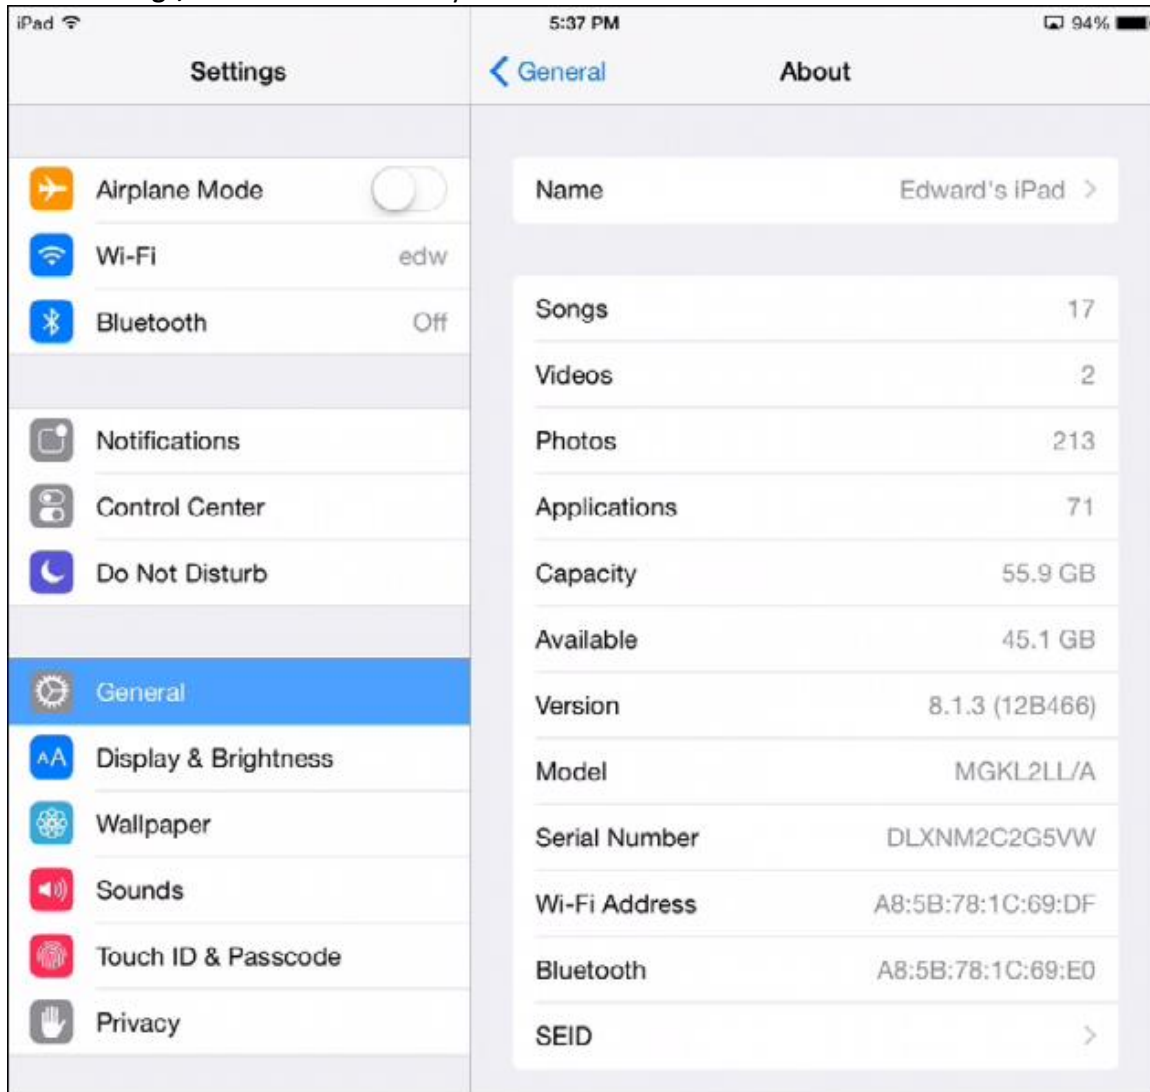 iPad 5:37 PM 94%
Settings
General About
Airplane Mode
Wi-Fi edw
Bluetooth Off
Notifications
Control Center
Do Not Disturb
General
AA Display & Brightness
Wallpaper
Sounds
Touch ID & Passcode
Privacy
Name Edward's iPad
Songs 17
Videos 2
Photos 213
Applications 71
Capacity 55.9 GB
Available 45.1 GB
Version 8.1.3 (12B466)
Model MGKL2LL/A
Serial Number DLXNM2C2G5VW
Wi-Fi Address A8:5B:78:1C:69:DF
Bluetooth A8:5B:78:1C:69:E0
SEID